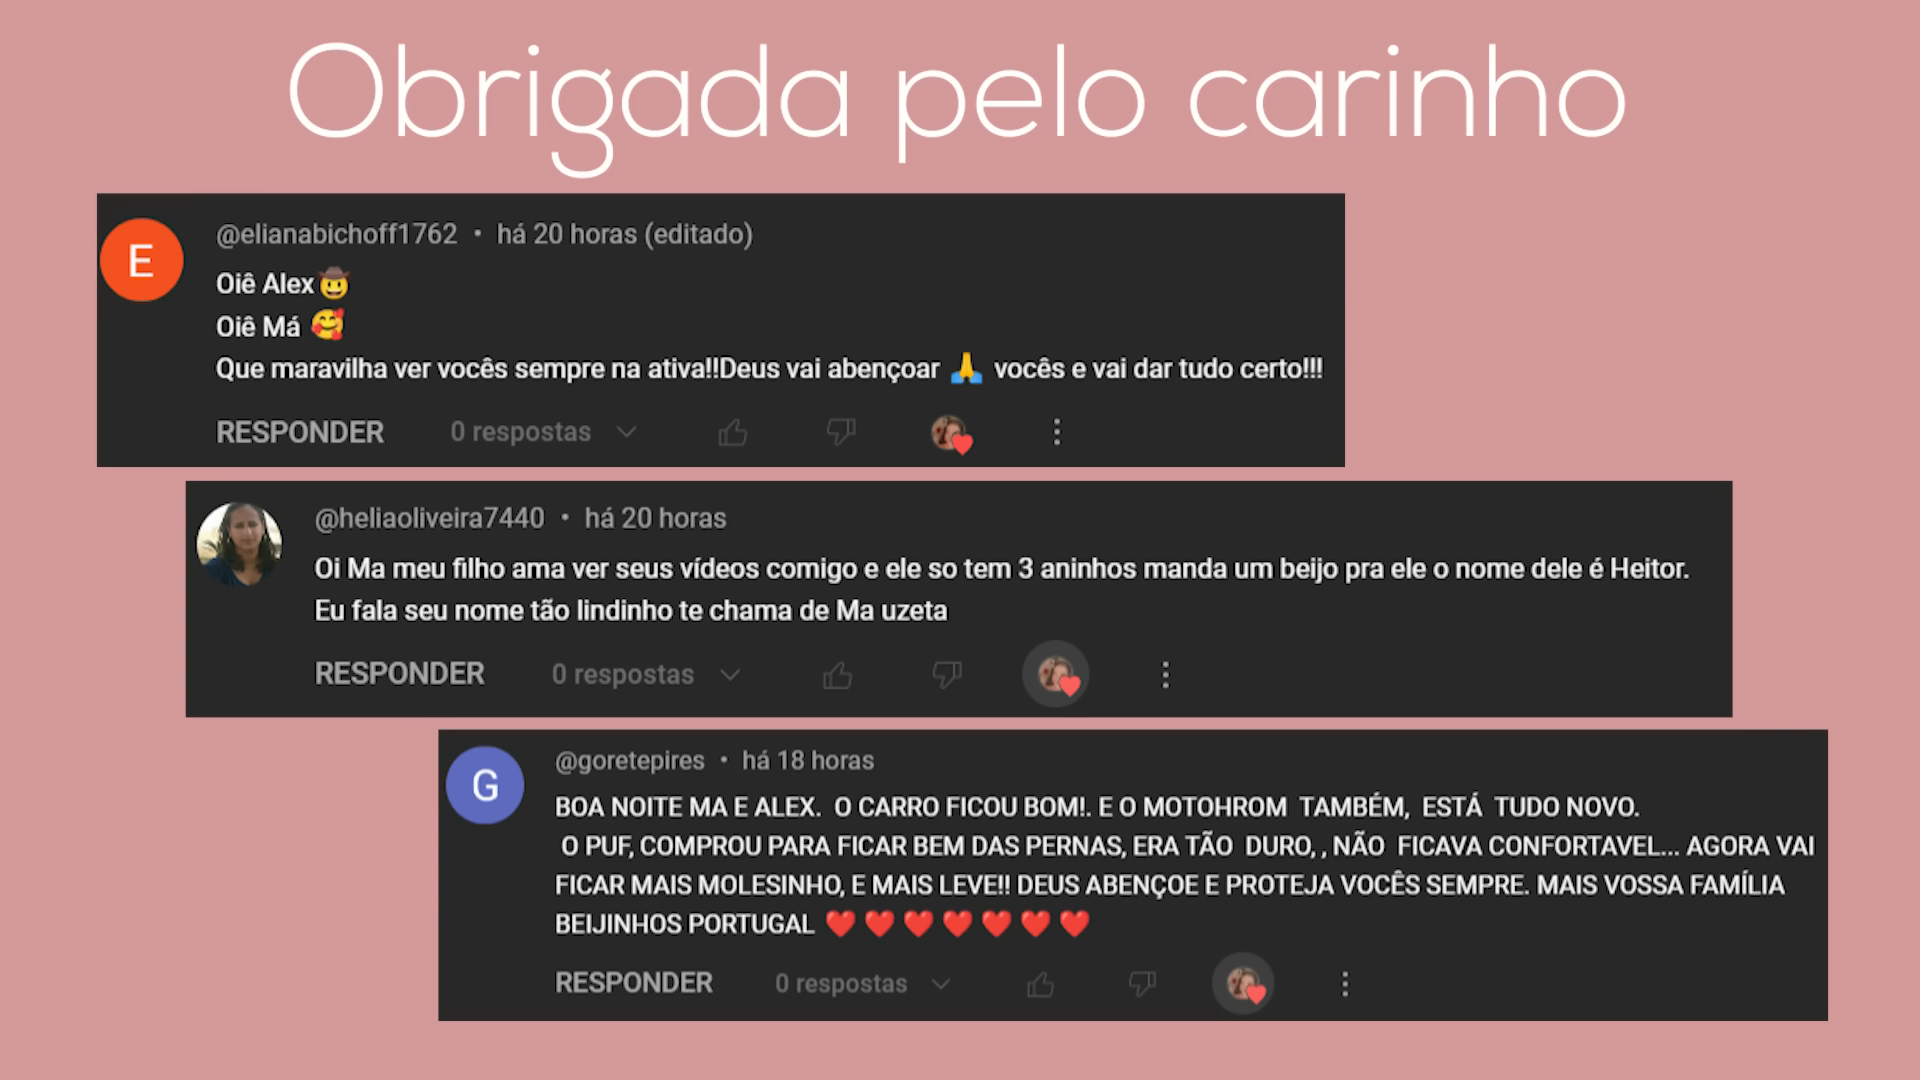 Obrigada pelo carinho
E
@elianabichoff1762 • há 20 horas (editado)
Oiê Alex 🤠
Oiê Má 🥰
Que maravilha ver vocês sempre na ativa!!Deus vai abençoar 🙏 vocês e vai dar tudo certo!!!
RESPONDER 0 respostas
@heliaoliveira7440 • há 20 horas
Oi Ma meu filho ama ver seus vídeos comigo e ele so tem 3 aninhos manda um beijo pra ele o nome dele é Heitor.
Eu fala seu nome tão lindinho te chama de Ma uzeta
RESPONDER 0 respostas
G
@goretepires • há 18 horas
BOA NOITE MA E ALEX. O CARRO FICOU BOM!. E O MOTOHROM TAMBÉM, ESTÁ TUDO NOVO.
O PUF, COMPROU PARA FICAR BEM DAS PERNAS, ERA TÃO DURO, , NÃO FICAVA CONFORTAVEL... AGORA VAI
FICAR MAIS MOLESINHO, E MAIS LEVE!! DEUS ABENÇOE E PROTEJA VOCÊS SEMPRE. MAIS VOSSA FAMÍLIA
BEIJINHOS PORTUGAL ❤️ ❤️ ❤️ ❤️ ❤️ ❤️ ❤️
RESPONDER 0 respostas